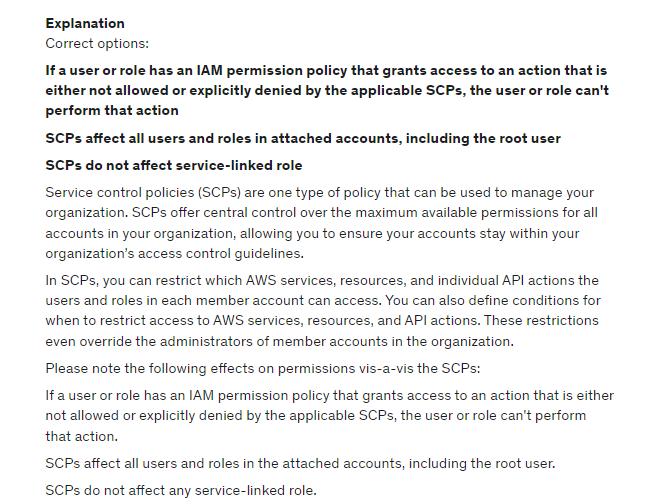 Explanation
Correct options:
If a user or role has an IAM permission policy that grants access to an action that is
either not allowed or explicitly denied by the applicable SCPs, the user or role can't
perform that action
SCPs affect all users and roles in attached accounts, including the root user
SCPs do not affect service-linked role
Service control policies (SCPs) are one type of policy that can be used to manage your
organization. SCPs offer central control over the maximum available permissions for all
accounts in your organization, allowing you to ensure your accounts stay within your
organization's access control guidelines.
In SCPs, you can restrict which AWS services, resources, and individual API actions the
users and roles in each member account can access. You can also define conditions for
when to restrict access to AWS services, resources, and API actions. These restrictions
even override the administrators of member accounts in the organization.
Please note the following effects on permissions vis-a-vis the SCPs:
If a user or role has an IAM permission policy that grants access to an action that is either
not allowed or explicitly denied by the applicable SCPs, the user or role can't perform
that action.
SCPs affect all users and roles in the attached accounts, including the root user.
SCPs do not affect any service-linked role.